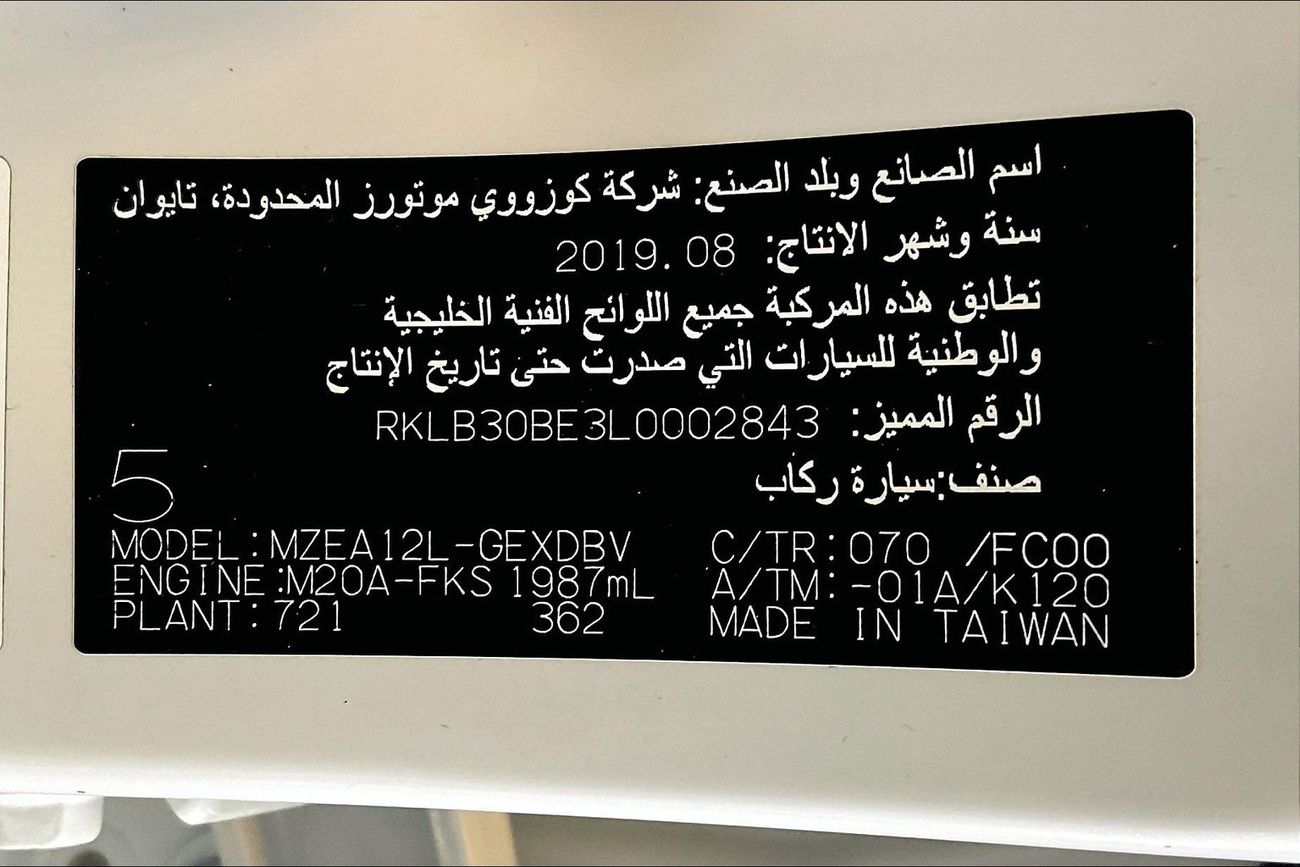 اسم الصانع وبلد الصنع: شركة كوزووي موتورز المحدودة، تايوان
سنة وشهر الانتاج: 2019.08
تطابق هذه المركبة جميع اللوائح الفنية الخليجية
والوطنية للسيارات التي صدرت حتى تاريخ الإنتاج
الرقم المميز: RKLB30BE3L0002843
صنف:سيارة ركاب
5
MODEL:MZEA12L-GEXDBV C/TR:070 /FC00
ENGINE:M20A-FKS 1987mL A/TM:-01A/K120
PLANT:721 362 MADE IN TAIWAN